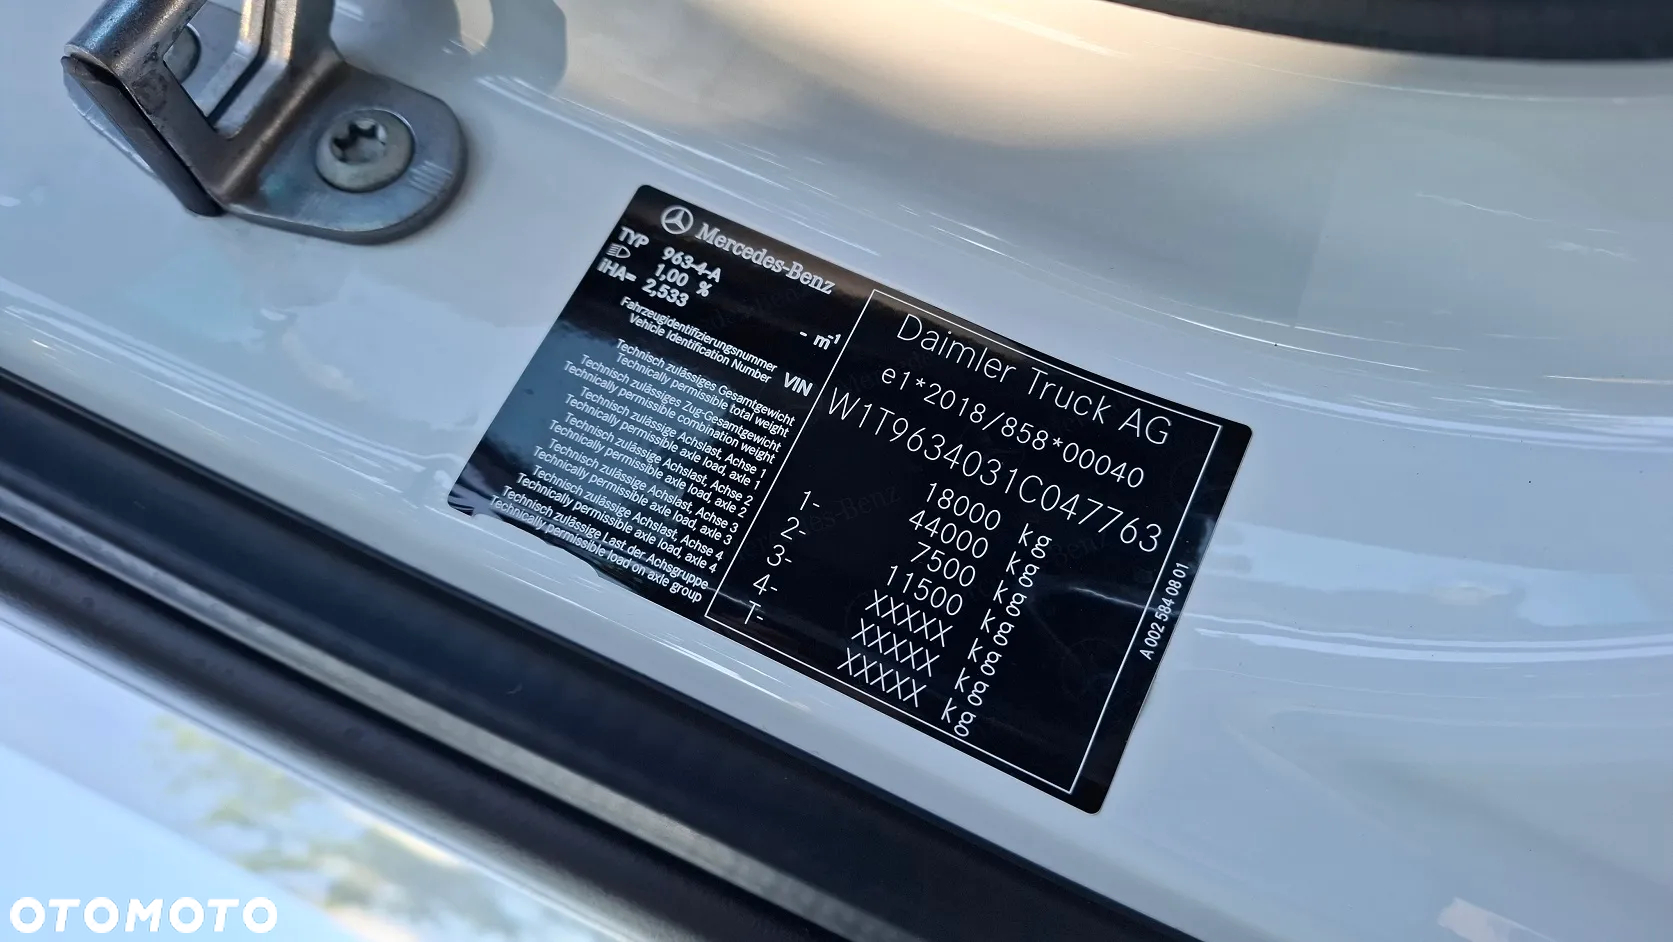 Mercedes-Benz
TYP 963-4-A
1,00 %
iHA= 2,533
- m⁻¹
Fahrzeugidentifizierungsnummer
Vehicle Identification Number VIN
Technisch zulässiges Gesamtgewicht
Technically permissible total weight
Technisch zulässiges Zug-Gesamtgewicht
Technically permissible combination weight
Technisch zulässige Achslast, Achse 1
Technically permissible axle load, axle 1
Technisch zulässige Achslast, Achse 2
Technically permissible axle load, axle 2
Technisch zulässige Achslast, Achse 3
Technically permissible axle load, axle 3
Technisch zulässige Achslast, Achse 4
Technically permissible axle load, axle 4
Technisch zulässige Last der Achsgruppe
Technically permissible load on axle group
Daimler Truck AG
e1*2018/858*00040
W1T9634031C047763
18000 kg
44000 kg
1- 7500 kg
2- 11500 kg
3- XXXXX kg
4- XXXXX kg
T- XXXXX kg
A 002 584 08 01
OTOMOTO